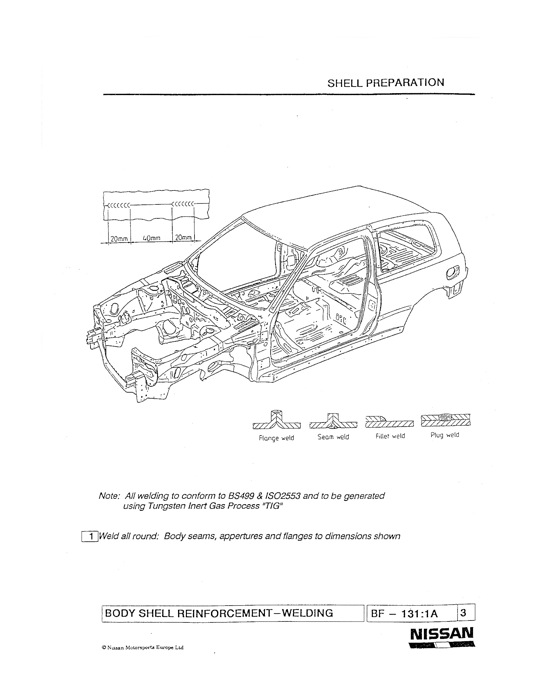 SHELL PREPARATION
20mm 40mm 20mm
Flange weld Seam weld Fillet weld Plug weld
Note: All welding to conform to BS499 & ISO2553 and to be generated
using Tungsten Inert Gas Process "TIG"
1 Weld all round: Body seams, appertures and flanges to dimensions shown
BODY SHELL REINFORCEMENT-WELDING BF - 131:1A 3
NISSAN
© Nissan Motorsports Europe Ltd